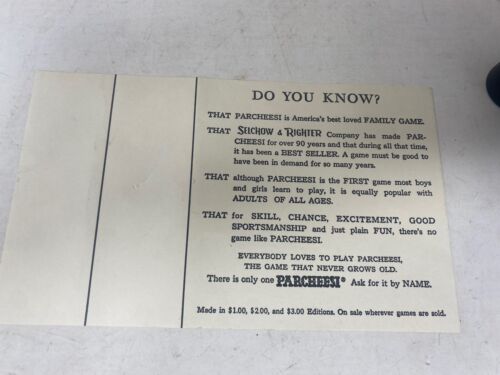 DO YOU KNOW?
THAT PARCHEESI is America's best loved FAMILY GAME.
THAT SELCHOW & RIGHTER Company has made PAR-
CHEESI for over 90 years and that during all that time,
it has been a BEST SELLER. A game must be good to
have been in demand for so many years.
THAT although PARCHEESI is the FIRST game most boys
and girls learn to play, it is equally popular with
ADULTS OF ALL AGES.
THAT for SKILL, CHANCE, EXCITEMENT, GOOD
SPORTSMANSHIP and just plain FUN, there's no
game like PARCHEESI.
EVERYBODY LOVES TO PLAY PARCHEESI,
THE GAME THAT NEVER GROWS OLD.
There is only one PARCHEESI® Ask for it by NAME.
Made in $1.00, $2.00, and $3.00 Editions. On sale wherever games are sold.